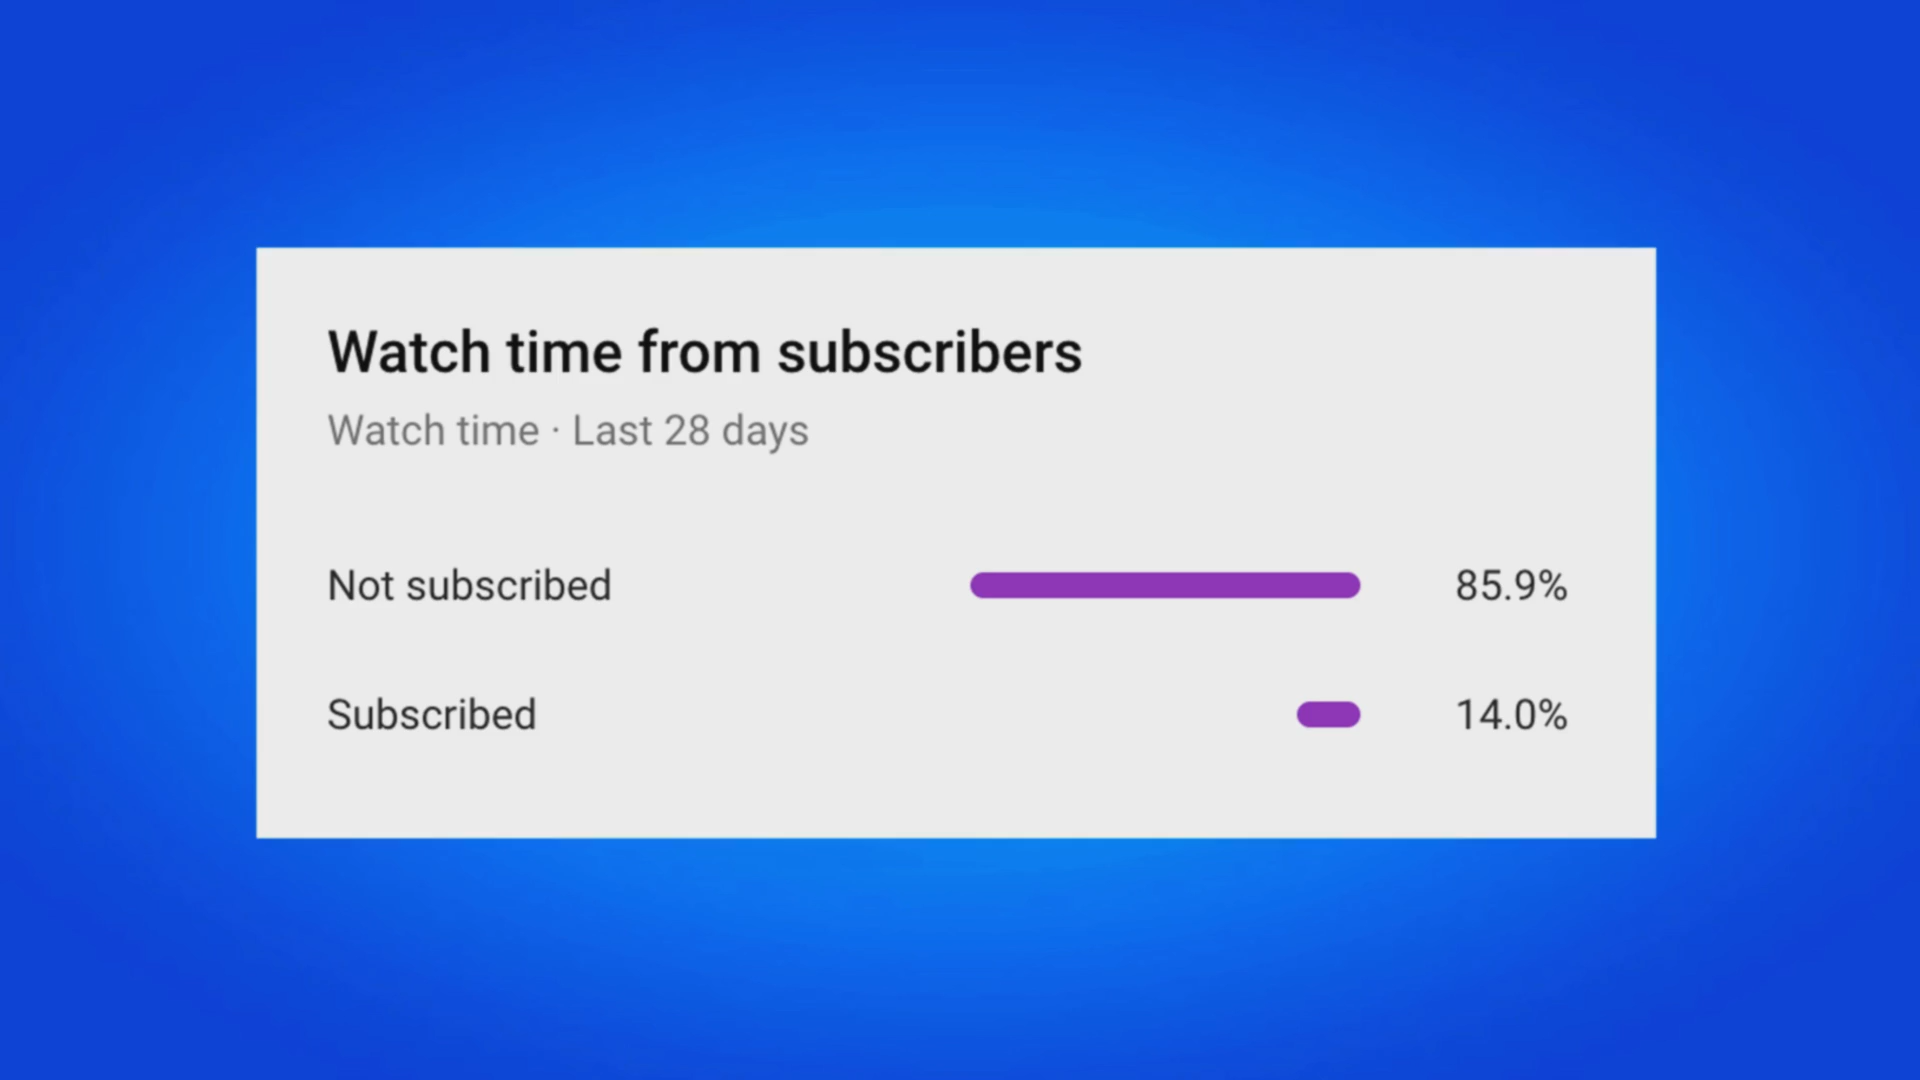 Watch time from subscribers
Watch time · Last 28 days
Not subscribed 85.9%
Subscribed 14.0%